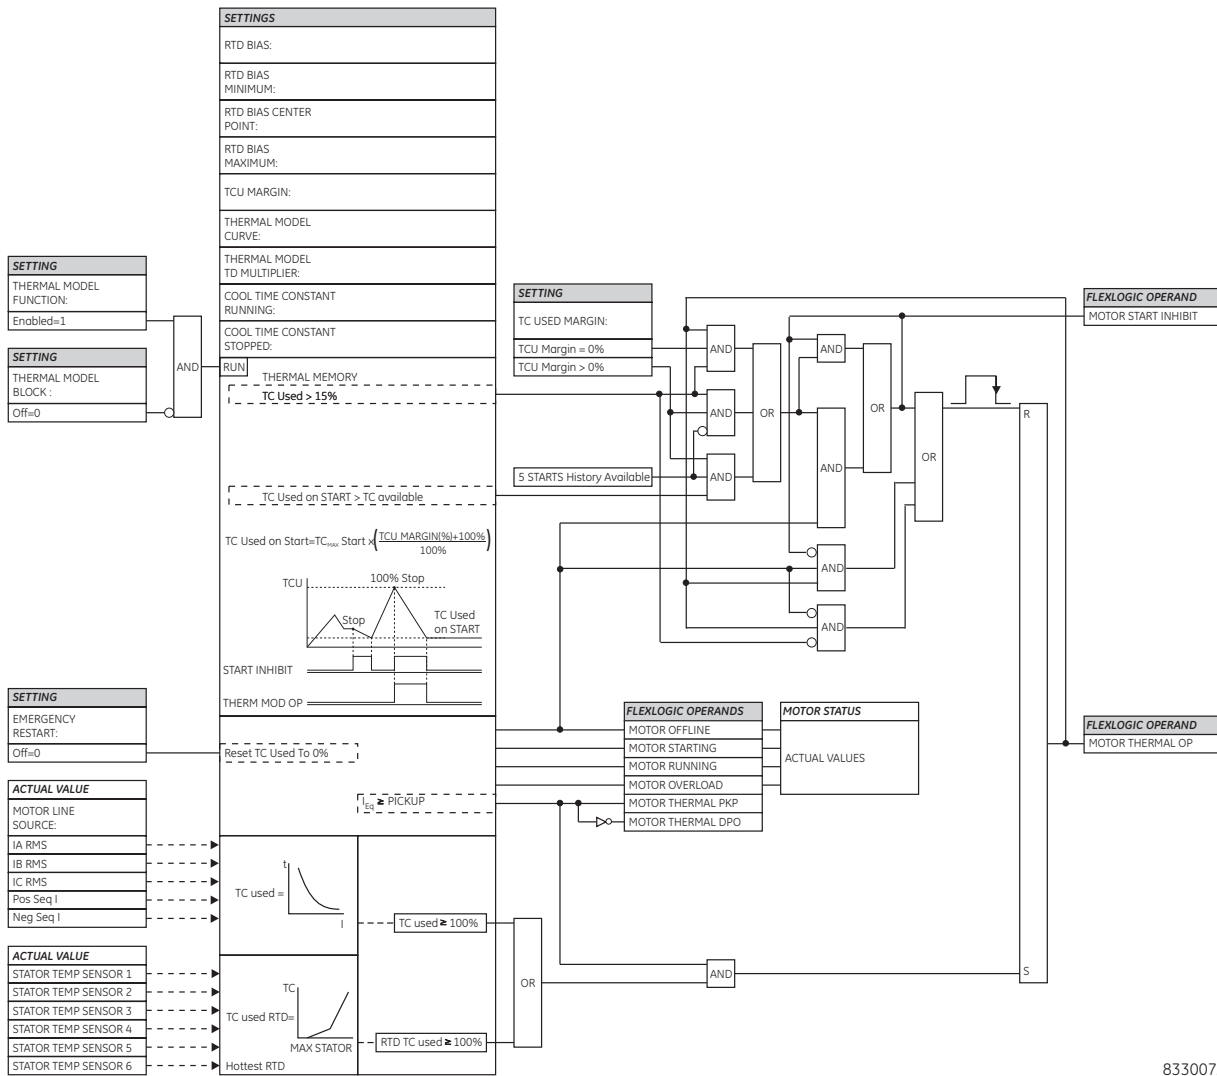 SETTINGS
RTD BIAS:
RTD BIAS
MINIMUM:
RTD BIAS CENTER
POINT:
RTD BIAS
MAXIMUM:
TCU MARGIN:
THERMAL MODEL
CURVE:
THERMAL MODEL
TD MULTIPLIER:
COOL TIME CONSTANT
RUNNING:
COOL TIME CONSTANT
STOPPED:
SETTING
THERMAL MODEL
FUNCTION:
Enabled=1
SETTING
THERMAL MODEL
BLOCK :
Off=0
AND
RUN
THERMAL MEMORY
TC Used > 15%
TC Used on START > TC available
TC Used on Start=TCMAX Start x(TCU MARGIN(%)+100%
100%)
TCU
100% Stop
Stop
TC Used
on START
START INHIBIT
THERM MOD OP
SETTING
EMERGENCY
RESTART:
Off=0
Reset TC Used To 0%
IEq ≥ PICKUP
ACTUAL VALUE
MOTOR LINE
SOURCE:
IA RMS
IB RMS
IC RMS
Pos Seq I
Neg Seq I
TC used =
t
I
TC used ≥ 100%
ACTUAL VALUE
STATOR TEMP SENSOR 1
STATOR TEMP SENSOR 2
STATOR TEMP SENSOR 3
STATOR TEMP SENSOR 4
STATOR TEMP SENSOR 5
STATOR TEMP SENSOR 6
TC
TC used RTD=
MAX STATOR
Hottest RTD
RTD TC used ≥ 100%
OR
AND
SETTING
TC USED MARGIN:
TCU Margin = 0%
TCU Margin > 0%
5 STARTS History Available
AND
AND
AND
OR
AND
AND
OR
AND
AND
OR
R
S
FLEXLOGIC OPERANDS
MOTOR OFFLINE
MOTOR STARTING
MOTOR RUNNING
MOTOR OVERLOAD
MOTOR THERMAL PKP
MOTOR THERMAL DPO
MOTOR STATUS
ACTUAL VALUES
FLEXLOGIC OPERAND
MOTOR START INHIBIT
FLEXLOGIC OPERAND
MOTOR THERMAL OP
833007